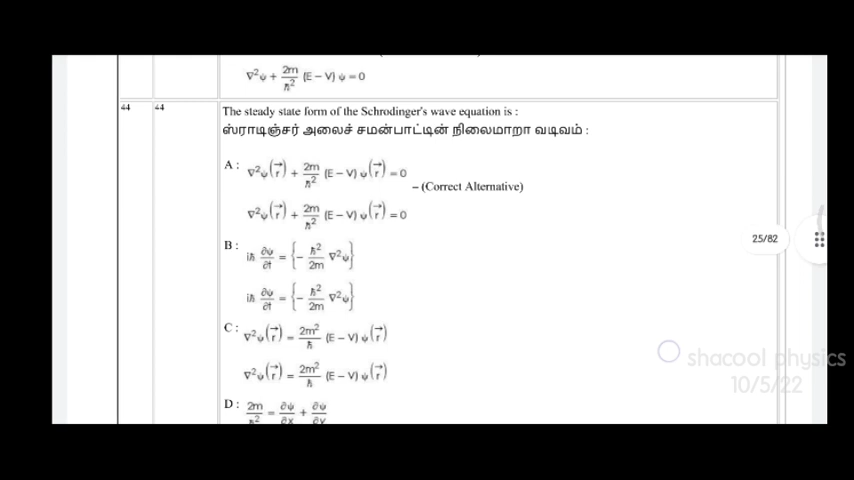 ∇²ψ + 2m/ħ² (E − V) ψ = 0
44 44 The steady state form of the Schrodinger's wave equation is :
ஸ்ராடிஞ்சர் அலைச் சமன்பாட்டின் நிலைமாறா வடிவம் :
A : ∇²ψ(r⃗) + 2m/ħ² (E − V) ψ(r⃗) = 0
– (Correct Alternative)
∇²ψ(r⃗) + 2m/ħ² (E − V) ψ(r⃗) = 0
25/82
B : iħ ∂ψ/∂t = {− ħ²/2m ∇²ψ}
iħ ∂ψ/∂t = {− ħ²/2m ∇²ψ}
C : ∇²ψ(r⃗) = 2m²/ħ (E − V) ψ(r⃗)
∇²ψ(r⃗) = 2m²/ħ (E − V) ψ(r⃗)
shacool physics
10/5/22
D : 2m/ħ² = ∂ψ/∂x + ∂ψ/∂y